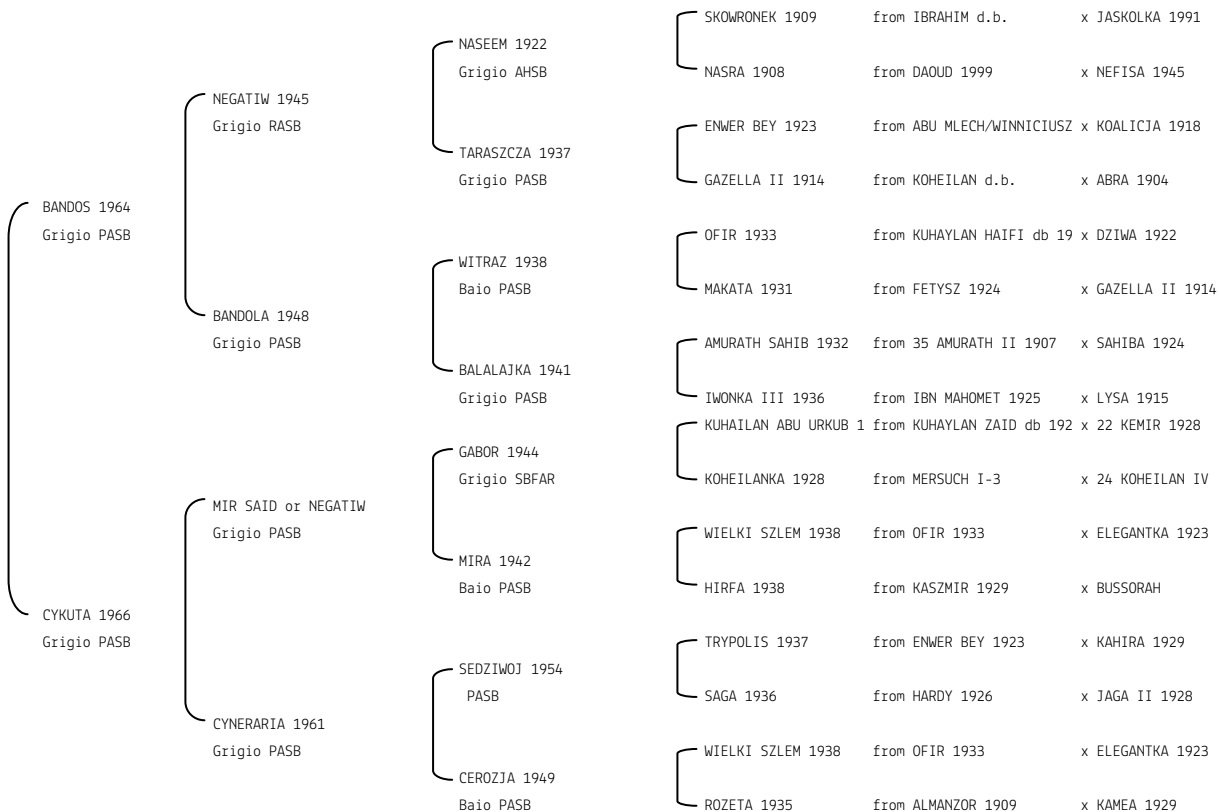 SKOWRONEK 1909 from IBRAHIM d.b. x JASKOLKA 1991
NASEEM 1922
Grigio AHSB
NASRA 1908 from DAOUD 1999 x NEFISA 1945
NEGATIW 1945
Grigio RASB
ENWER BEY 1923 from ABU MLECH/WINNICIUSZ x KOALICJA 1918
TARASZCZA 1937
Grigio PASB
GAZELLA II 1914 from KOHEILAN d.b. x ABRA 1904
BANDOS 1964
Grigio PASB
OFIR 1933 from KUHAYLAN HAIFI db 19 x DZIWA 1922
WITRAZ 1938
Baio PASB
MAKATA 1931 from FETYSZ 1924 x GAZELLA II 1914
BANDOLA 1948
Grigio PASB
AMURATH SAHIB 1932 from 35 AMURATH II 1907 x SAHIBA 1924
BALALAJKA 1941
Grigio PASB
IWONKA III 1936 from IBN MAHOMET 1925 x LYSA 1915
KUHAILAN ABU URKUB 1 from KUHAYLAN ZAID db 192 x 22 KEMIR 1928
GABOR 1944
Grigio SBFAR
KOHEILANKA 1928 from MERSUCH I-3 x 24 KOHEILAN IV
MIR SAID or NEGATIW
Grigio PASB
WIELKI SZLEM 1938 from OFIR 1933 x ELEGANTKA 1923
MIRA 1942
Baio PASB
HIRFA 1938 from KASZMIR 1929 x BUSSORAH
CYKUTA 1966
Grigio PASB
TRYPOLIS 1937 from ENWER BEY 1923 x KAHIRA 1929
SEDZIWOJ 1954
PASB
SAGA 1936 from HARDY 1926 x JAGA II 1928
CYNERARIA 1961
Grigio PASB
WIELKI SZLEM 1938 from OFIR 1933 x ELEGANTKA 1923
CEROZJA 1949
Baio PASB
ROZETA 1935 from ALMANZOR 1909 x KAMEA 1929